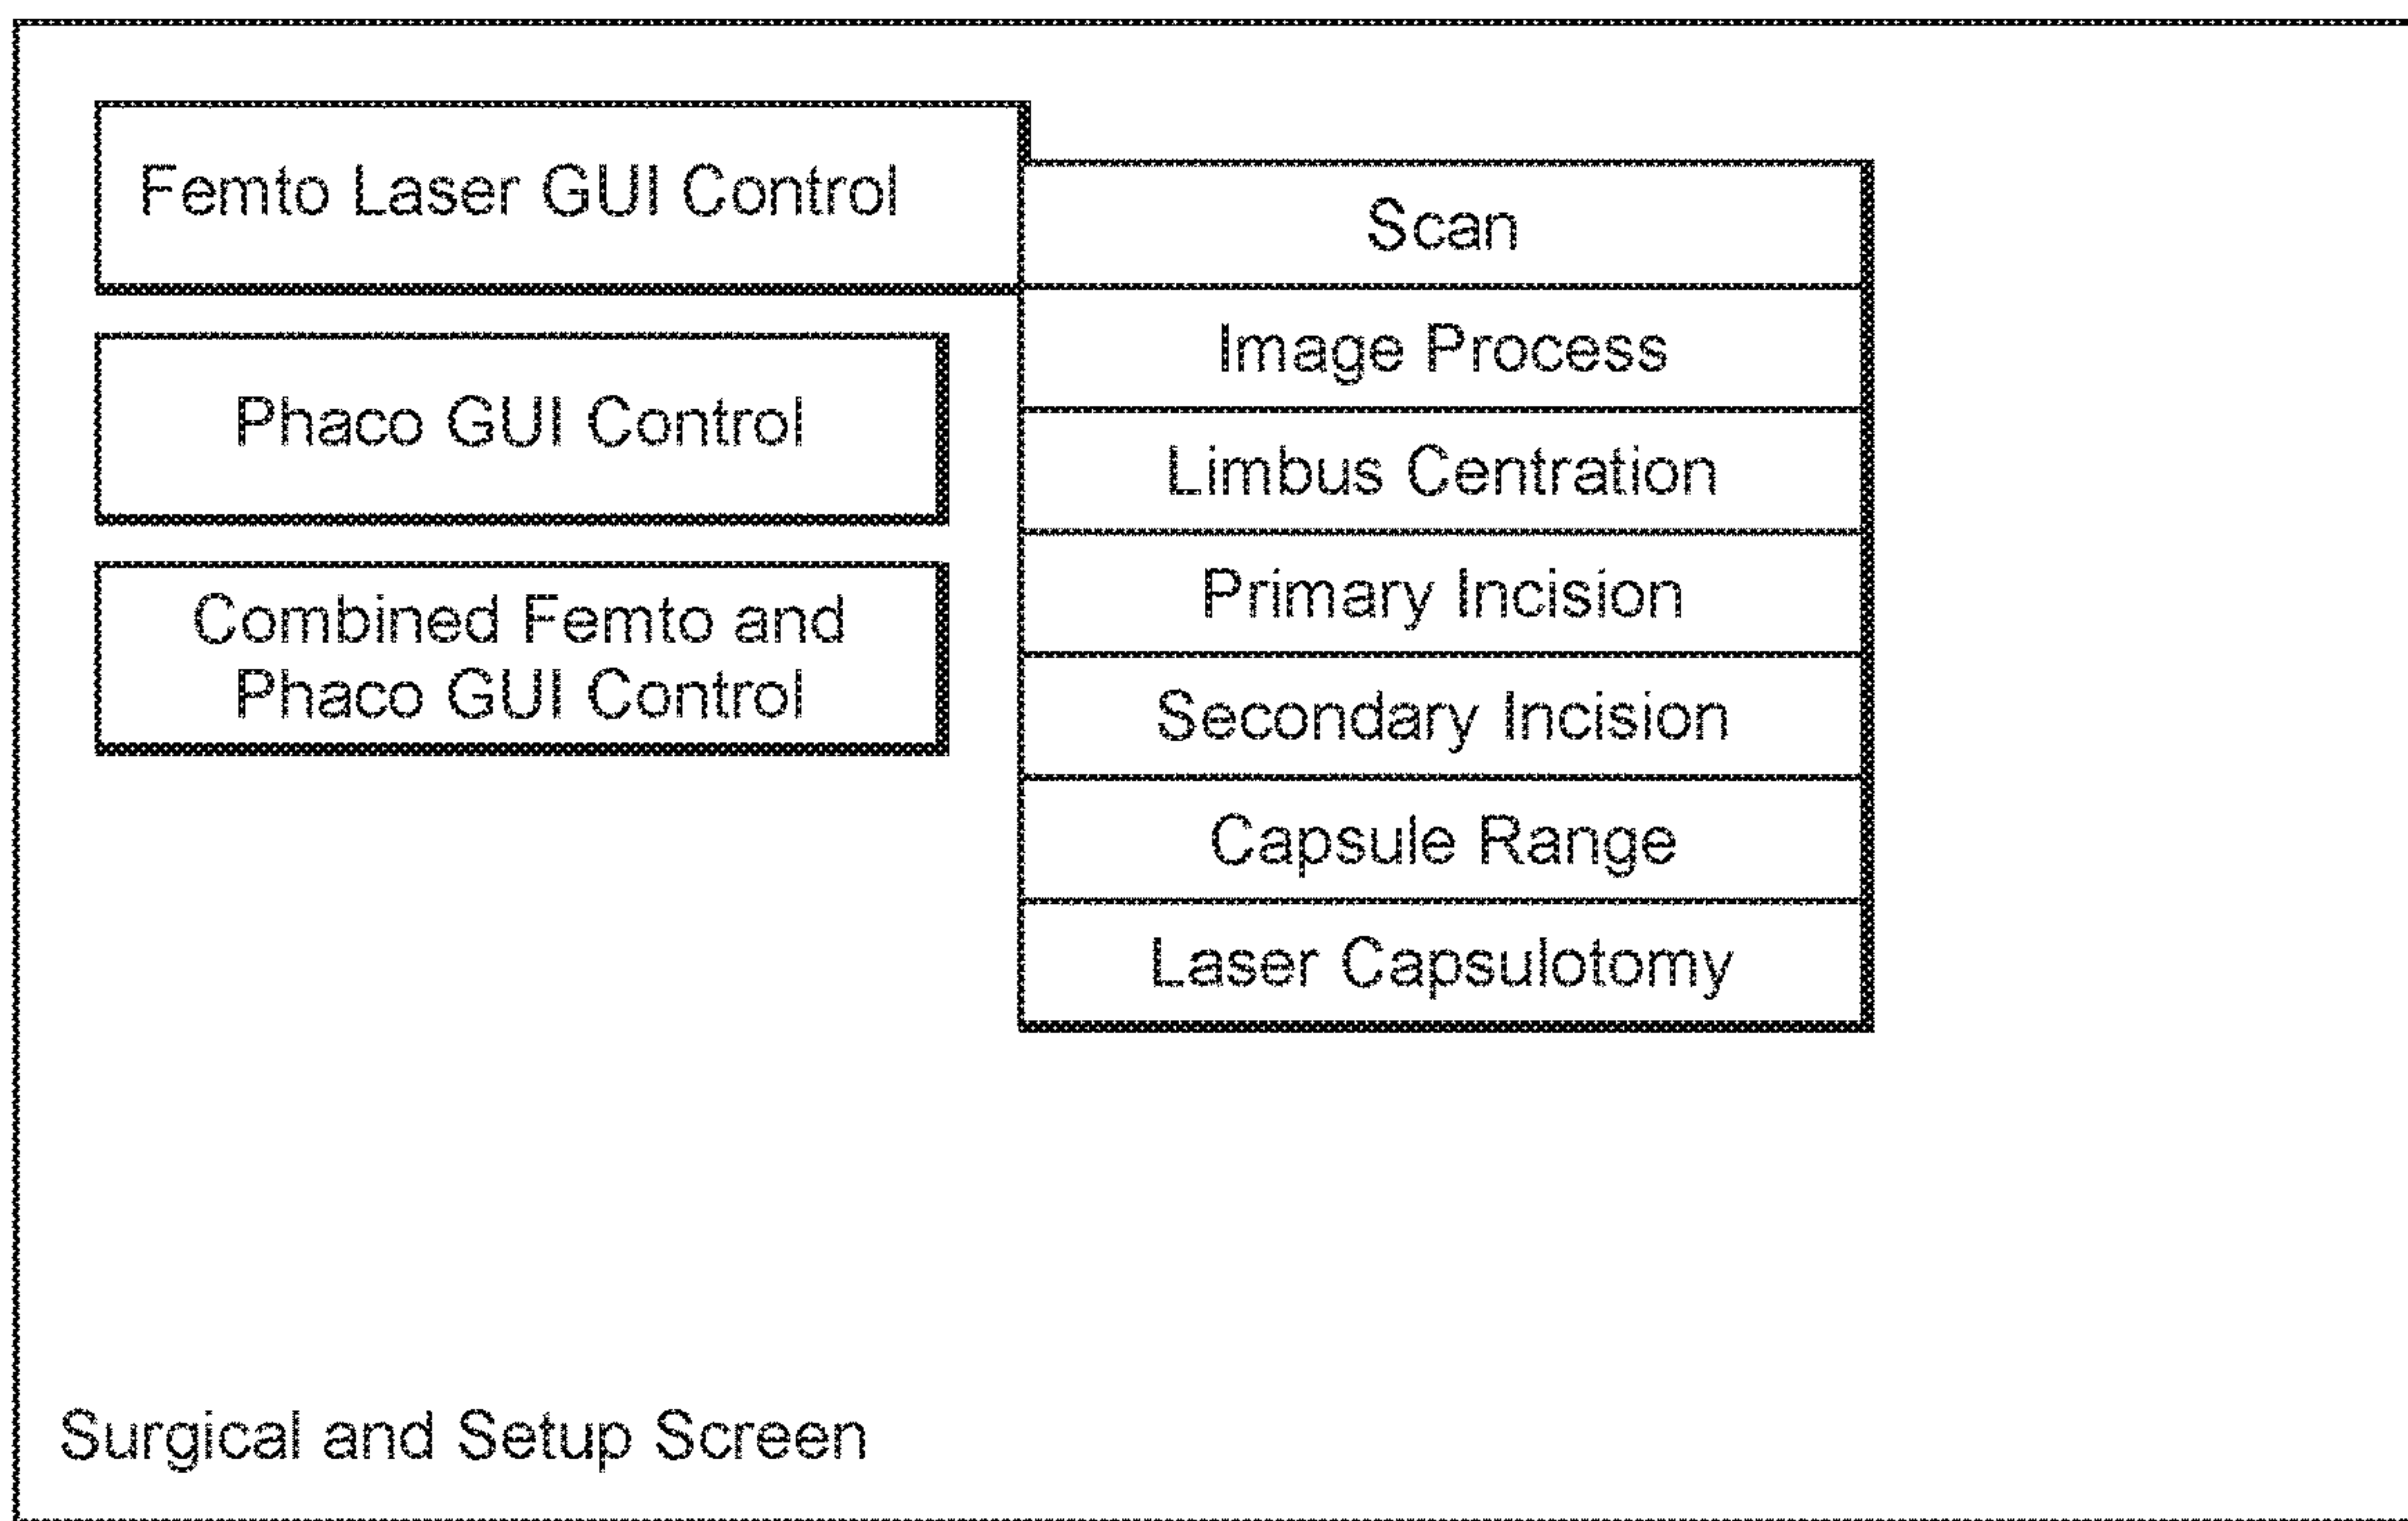 Femto Laser GUI Control
Phaco GUI Control
Combined Femto and
Phaco GUI Control
Scan
Image Process
Limbus Centration
Primary Incision
Secondary Incision
Capsule Range
Laser Capsulotomy
Surgical and Setup Screen